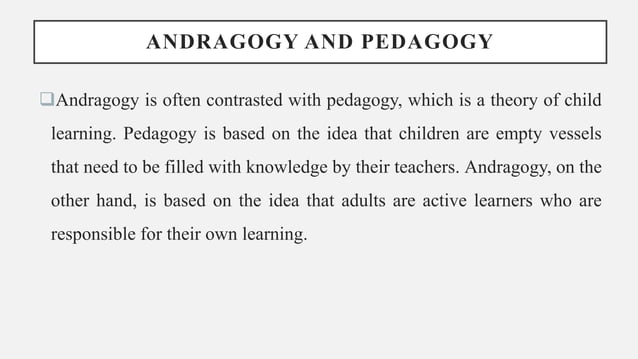 ANDRAGOGY AND PEDAGOGY
Andragogy is often contrasted with pedagogy, which is a theory of child
learning. Pedagogy is based on the idea that children are empty vessels
that need to be filled with knowledge by their teachers. Andragogy, on the
other hand, is based on the idea that adults are active learners who are
responsible for their own learning.